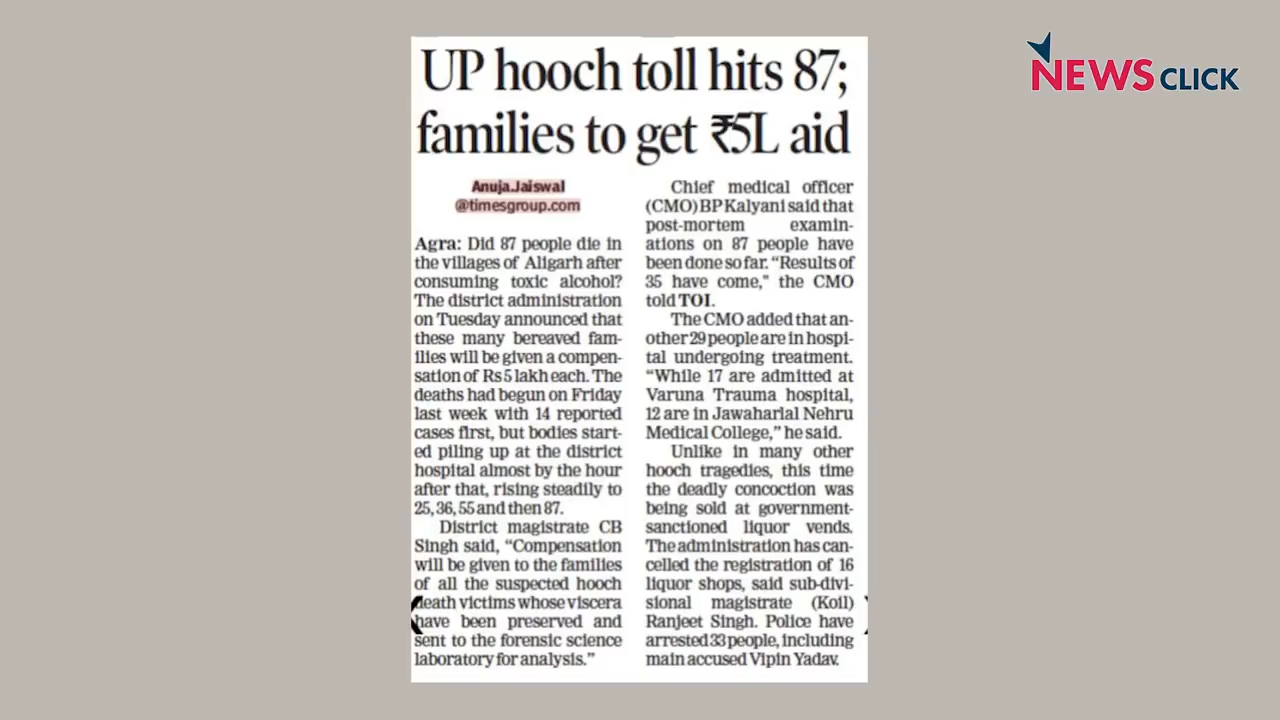 UP hooch toll hits 87;
families to get ₹5L aid
Anuja.Jaiswal
@timesgroup.com
Agra: Did 87 people die in
the villages of Aligarh after
consuming toxic alcohol?
The district administration
on Tuesday announced that
these many bereaved fam-
ilies will be given a compen-
sation of Rs 5 lakh each. The
deaths had begun on Friday
last week with 14 reported
cases first, but bodies start-
ed piling up at the district
hospital almost by the hour
after that, rising steadily to
25, 36, 55 and then 87.
District magistrate CB
Singh said, “Compensation
will be given to the families
of all the suspected hooch
death victims whose viscera
have been preserved and
sent to the forensic science
laboratory for analysis.”
Chief medical officer
(CMO) BP Kalyani said that
post-mortem examin-
ations on 87 people have
been done so far. “Results of
35 have come,” the CMO
told TOI.
The CMO added that an-
other 29 people are in hospi-
tal undergoing treatment.
“While 17 are admitted at
Varuna Trauma hospital,
12 are in Jawaharlal Nehru
Medical College,” he said.
Unlike in many other
hooch tragedies, this time
the deadly concoction was
being sold at government-
sanctioned liquor vends.
The administration has can-
celled the registration of 16
liquor shops, said sub-divi-
sional magistrate (Koil)
Ranjeet Singh. Police have
arrested 33 people, including
main accused Vipin Yadav.
NEWS CLICK